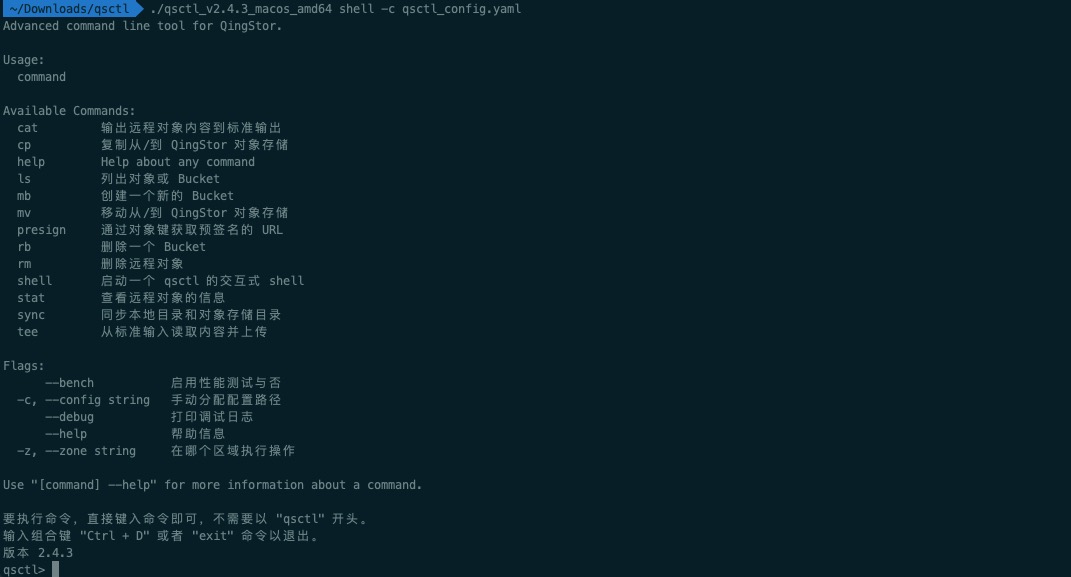 ~/Downloads/qsctl ./qsctl_v2.4.3_macos_amd64 shell -c qsctl_config.yaml
Advanced command line tool for QingStor.
Usage:
command
Available Commands:
cat 输出远程对象内容到标准输出
cp 复制从/到 QingStor 对象存储
help Help about any command
ls 列出对象或 Bucket
mb 创建一个新的 Bucket
mv 移动从/到 QingStor 对象存储
presign 通过对象键获取预签名的 URL
rb 删除一个 Bucket
rm 删除远程对象
shell 启动一个 qsctl 的交互式 shell
stat 查看远程对象的信息
sync 同步本地目录和对象存储目录
tee 从标准输入读取内容并上传
Flags:
--bench 启用性能测试与否
-c, --config string 手动分配配置路径
--debug 打印调试日志
--help 帮助信息
-z, --zone string 在哪个区域执行操作
Use "[command] --help" for more information about a command.
要执行命令，直接键入命令即可，不需要以 "qsctl" 开头。
输入组合键 "Ctrl + D" 或者 "exit" 命令以退出。
版本 2.4.3
qsctl>